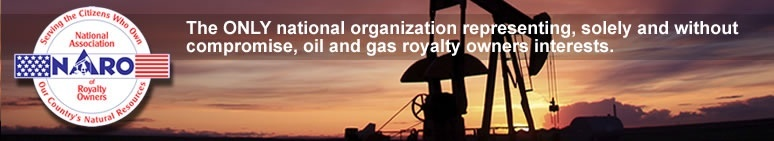 Serving the Citizens Who Own
National Association
NARO
of
Royalty
Owners
Our Country's Natural Resources
The ONLY national organization representing, solely and without
compromise, oil and gas royalty owners interests.